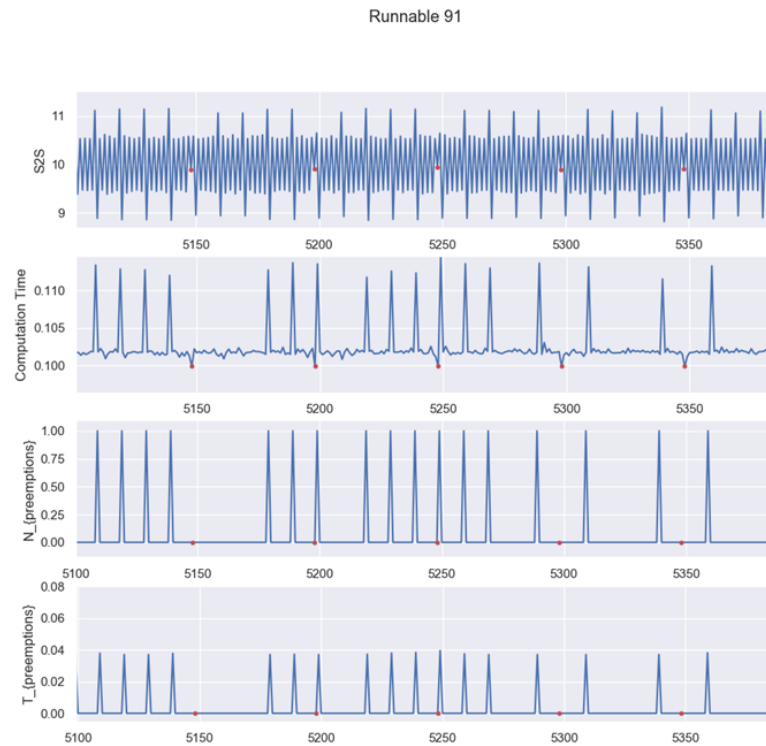 Runnable 91
S2S
11
10
9
5150 5200 5250 5300 5350
Computation Time
0.110
0.105
0.100
5150 5200 5250 5300 5350
N_{preemptions}
1.00
0.75
0.50
0.25
0.00
5100 5150 5200 5250 5300 5350
T_{preemptions}
0.08
0.06
0.04
0.02
0.00
5100 5150 5200 5250 5300 5350